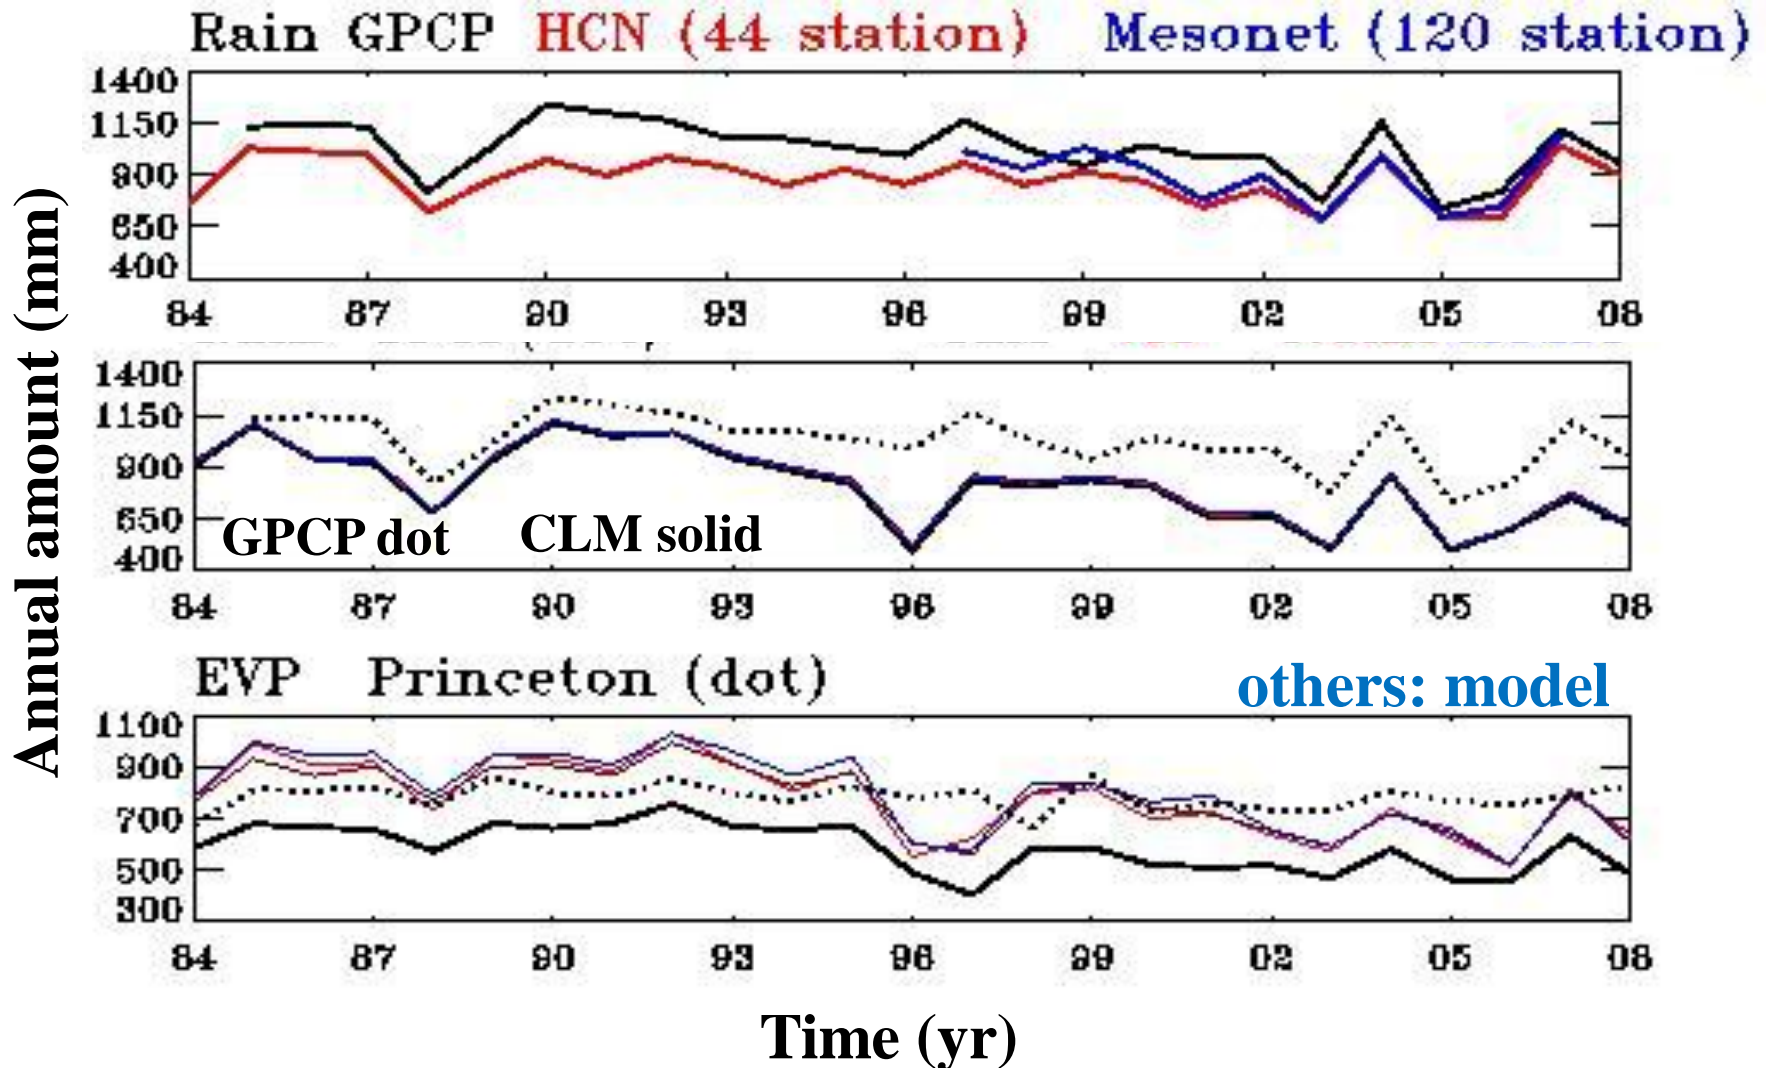 Rain GPCP HCN (44 station) Mesonet (120 station)
1400
1150
900
650
400
84 87 90 93 96 99 02 05 08
Annual amount (mm)
1400
1150
900
650
400
GPCP dot CLM solid
84 87 90 93 96 99 02 05 08
EVP Princeton (dot) others: model
1100
900
700
500
300
84 87 90 93 96 99 02 05 08
Time (yr)